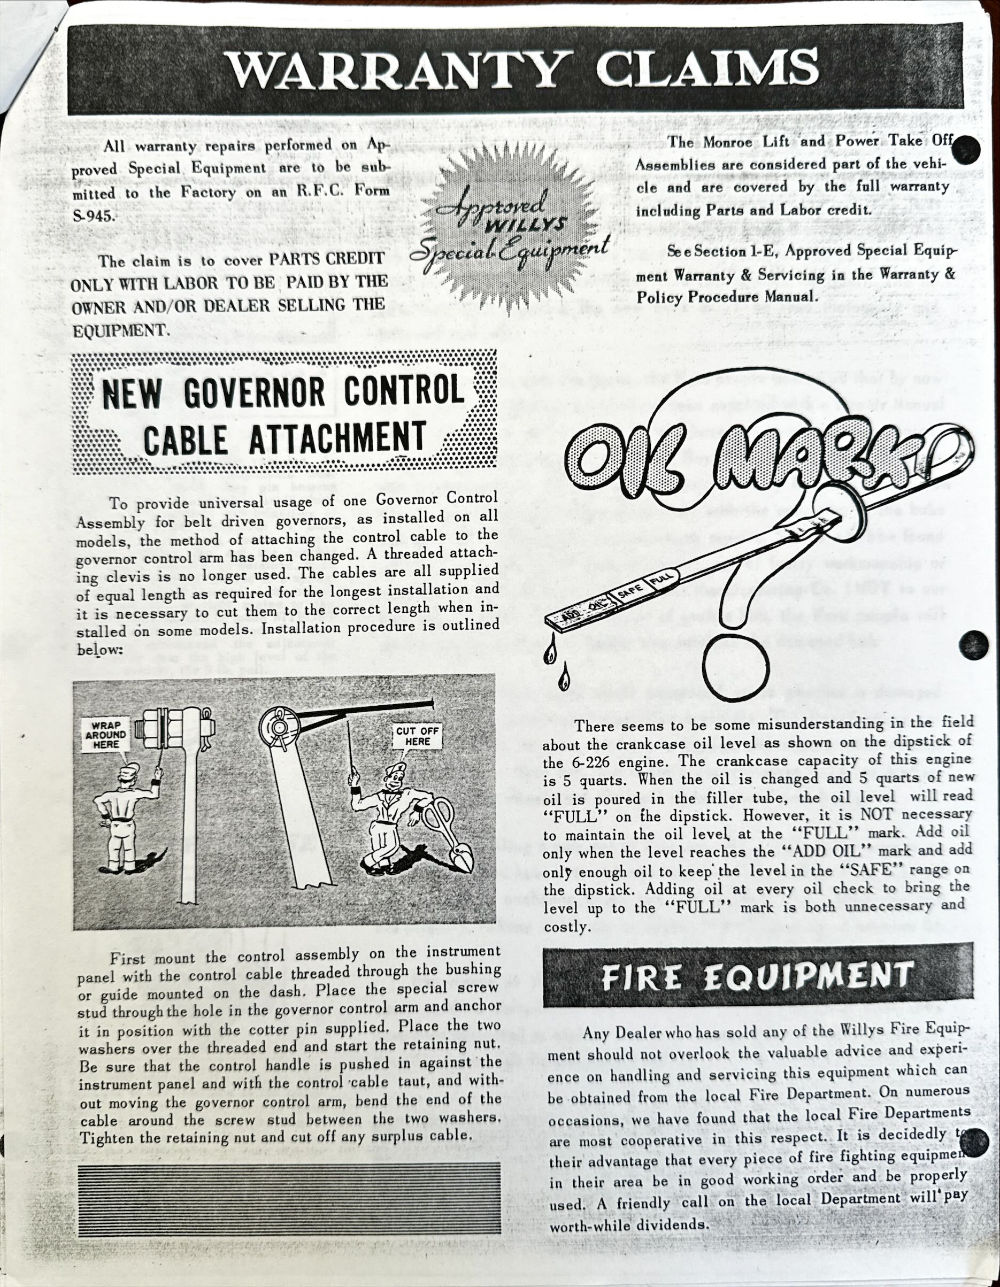 WARRANTY CLAIMS
All warranty repairs performed on Ap-
proved Special Equipment are to be sub-
mitted to the Factory on an R.F.C. Form
S-945.
The claim is to cover PARTS CREDIT
ONLY WITH LABOR TO BE PAID BY THE
OWNER AND/OR DEALER SELLING THE
EQUIPMENT.
Approved
WILLYS
Special Equipment
The Monroe Lift and Power Take Off
Assemblies are considered part of the vehi-
cle and are covered by the full warranty
including Parts and Labor credit.
See Section 1-E, Approved Special Equip-
ment Warranty & Servicing in the Warranty &
Policy Procedure Manual.
NEW GOVERNOR CONTROL
CABLE ATTACHMENT
To provide universal usage of one Governor Control
Assembly for belt driven governors, as installed on all
models, the method of attaching the control cable to the
governor control arm has been changed. A threaded attach-
ing clevis is no longer used. The cables are all supplied
of equal length as required for the longest installation and
it is necessary to cut them to the correct length when in-
stalled on some models. Installation procedure is outlined
below:
WRAP
AROUND
HERE
CUT OFF
HERE
First mount the control assembly on the instrument
panel with the control cable threaded through the bushing
or guide mounted on the dash. Place the special screw
stud through the hole in the governor control arm and anchor
it in position with the cotter pin supplied. Place the two
washers over the threaded end and start the retaining nut.
Be sure that the control handle is pushed in against the
instrument panel and with the control cable taut, and with-
out moving the governor control arm, bend the end of the
cable around the screw stud between the two washers.
Tighten the retaining nut and cut off any surplus cable.
OIL MARK
ADD OIL SAFE FULL
There seems to be some misunderstanding in the field
about the crankcase oil level as shown on the dipstick of
the 6-226 engine. The crankcase capacity of this engine
is 5 quarts. When the oil is changed and 5 quarts of new
oil is poured in the filler tube, the oil level will read
"FULL" on the dipstick. However, it is NOT necessary
to maintain the oil level at the "FULL" mark. Add oil
only when the level reaches the "ADD OIL" mark and add
only enough oil to keep the level in the "SAFE" range on
the dipstick. Adding oil at every oil check to bring the
level up to the "FULL" mark is both unnecessary and
costly.
FIRE EQUIPMENT
Any Dealer who has sold any of the Willys Fire Equip-
ment should not overlook the valuable advice and experi-
ence on handling and servicing this equipment which can
be obtained from the local Fire Department. On numerous
occasions, we have found that the local Fire Departments
are most cooperative in this respect. It is decidedly to
their advantage that every piece of fire fighting equipment
in their area be in good working order and be properly
used. A friendly call on the local Department will pay
worth-while dividends.